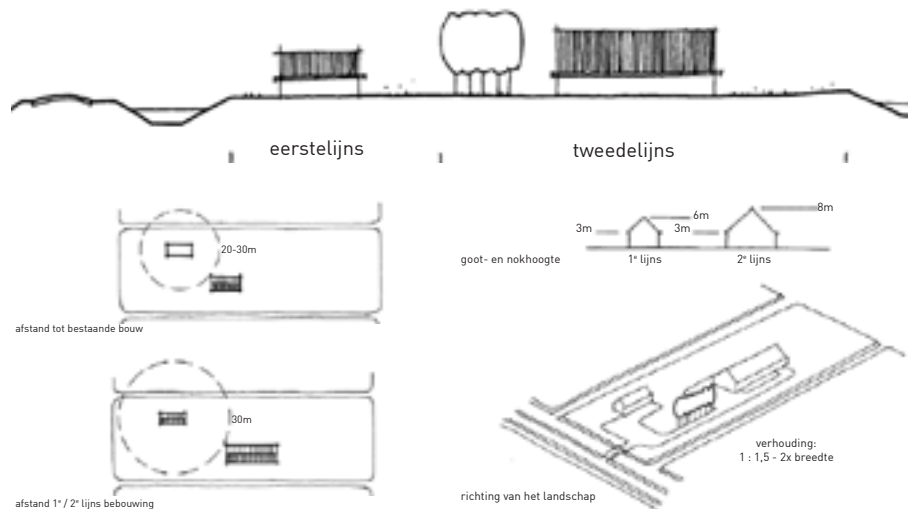 eerstelijns
tweedelijns
20-30m
afstand tot bestaande bouw
6m
8m
3m
3m
goot- en nokhoogte
1e lijns
2e lijns
30m
afstand 1e / 2e lijns bebouwing
verhouding:
1 : 1,5 - 2x breedte
richting van het landschap